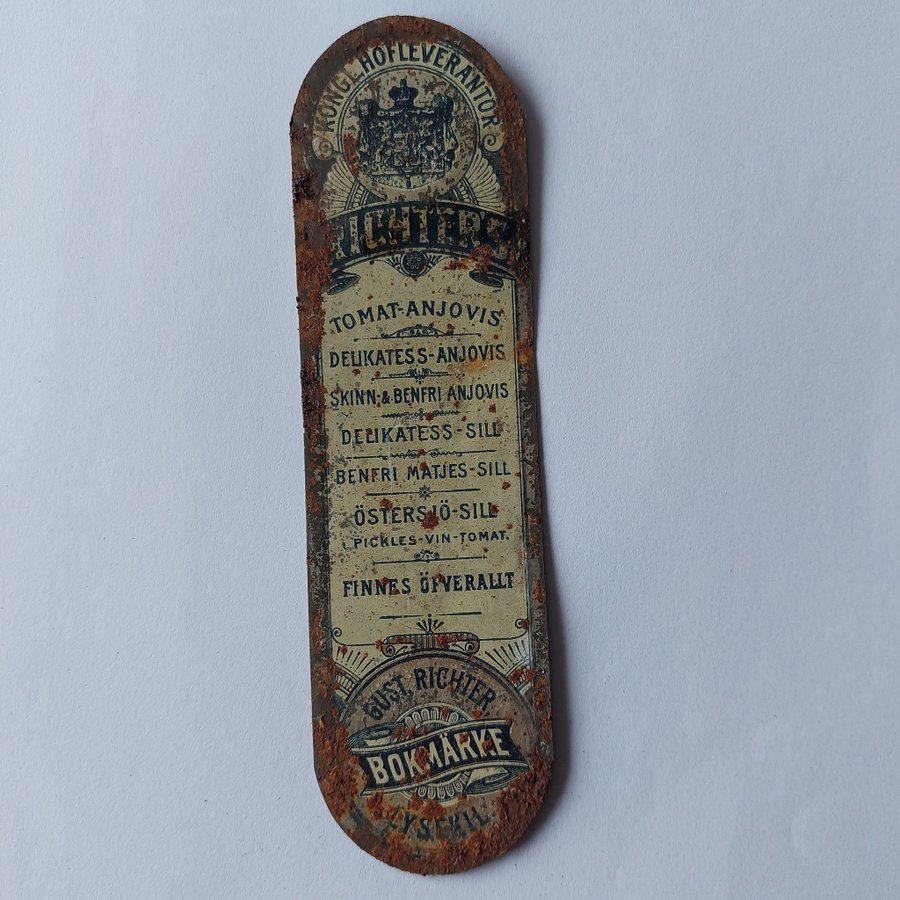 KONGL. HOFLEVERANTÖR
RICHTER'S
TOMAT-ANJOVIS
DELIKATESS-ANJOVIS
SKINN-& BENFRI ANJOVIS
DELIKATESS-SILL
BENFRI MATJES-SILL
ÖSTERSJÖ-SILL
I PICKLES-VIN-TOMAT.
FINNES ÖFVERALLT
GUST. RICHTER
BOKMÄRKE
LYSEKIL.